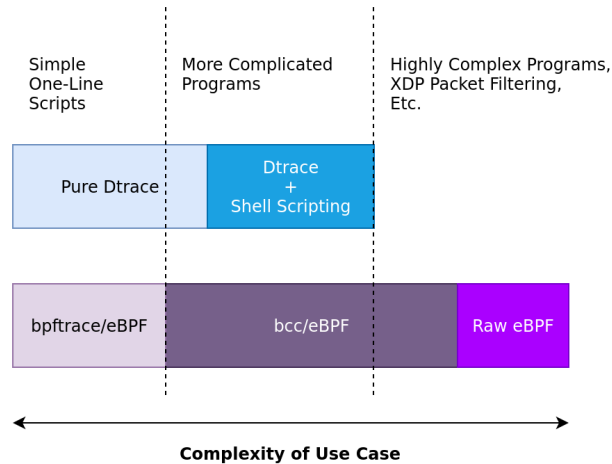 Simple
One-Line
Scripts
More Complicated
Programs
Highly Complex Programs,
XDP Packet Filtering,
Etc.
Pure Dtrace
Dtrace
+
Shell Scripting
bpftrace/eBPF
bcc/eBPF
Raw eBPF
Complexity of Use Case